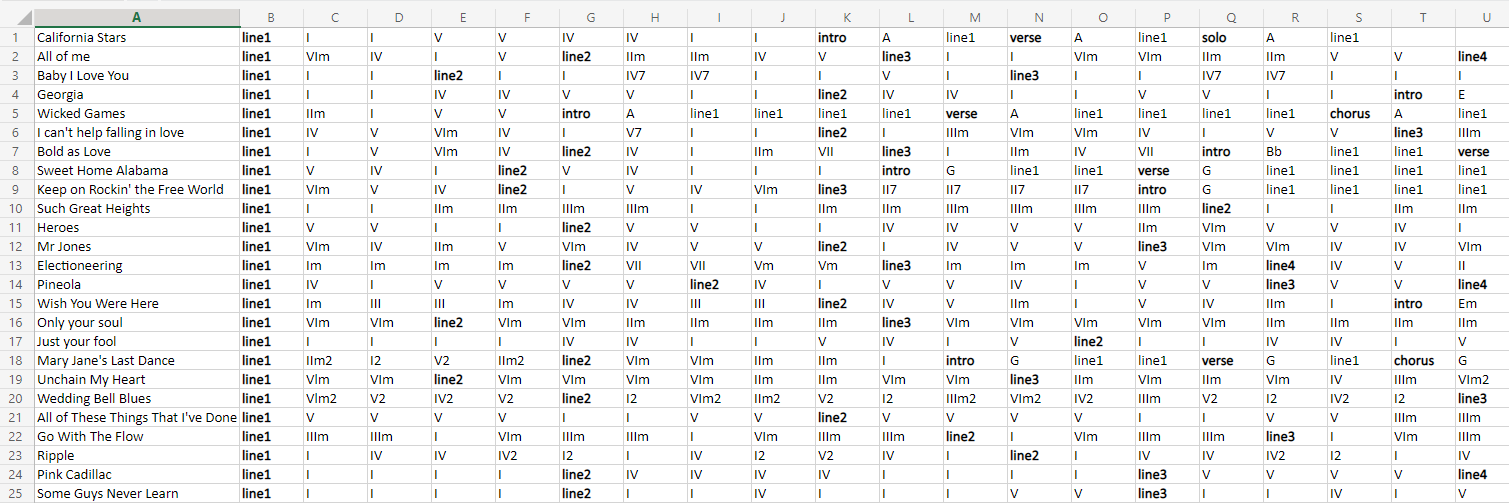 A B C D E F G H I J K L M N O P Q R S T U
1 California Stars line1 I I V V IV IV I I intro A line1 verse A line1 solo A line1
2 All of me line1 VIm IV I V line2 IIm IIm IV V line3 I I VIm VIm IIm IIm V V line4
3 Baby I Love You line1 I I line2 I I IV7 IV7 I I V I line3 I I IV7 IV7 I I I
4 Georgia line1 I I IV IV V V I I line2 IV IV I I V V I I intro E
5 Wicked Games line1 IIm I V V intro A line1 line1 line1 line1 verse A line1 line1 line1 line1 chorus A line1
6 I can't help falling in love line1 IV V VIm IV I V7 I I line2 I IIIm VIm VIm IV I V V line3 IIIm
7 Bold as Love line1 I V VIm IV line2 IV I IIm VII line3 I IIm IV VII intro Bb line1 line1 verse
8 Sweet Home Alabama line1 V IV I line2 V IV I I I intro G line1 line1 verse G line1 line1 line1 line1
9 Keep on Rockin' the Free World line1 VIm V IV line2 I V IV VIm line3 II7 II7 II7 II7 intro G line1 line1 line1 line1
10 Such Great Heights line1 I I IIm IIm IIIm IIIm I I IIm IIm IIIm IIIm IIIm IIIm line2 I I IIm IIm
11 Heroes line1 V V I I line2 V V I I IV IV V V IIm VIm V V IV I
12 Mr Jones line1 VIm IV IIm V VIm IV V V line2 I IV V V line3 VIm VIm IV IV VIm
13 Electioneering line1 Im Im Im Im line2 VII VII Vm Vm line3 Im Im Im V Im line4 IV V II
14 Pineola line1 IV I V V V V line2 IV I V V IV I V V line3 V V line4
15 Wish You Were Here line1 Im III III Im IV IV III III line2 IV V IIm I V IV IIm I intro Em
16 Only your soul line1 VIm VIm line2 VIm VIm IIm IIm IIm IIm line3 VIm VIm VIm VIm VIm IIm IIm IIm IIm
17 Just your fool line1 I I I I IV IV I I V IV I V line2 I I IV IV I V
18 Mary Jane's Last Dance line1 IIm2 I2 V2 IIm2 line2 VIm VIm IIm IIm I intro G line1 line1 verse G line1 chorus G
19 Unchain My Heart line1 VIm VIm line2 VIm VIm VIm VIm IIm IIm VIm VIm line3 IIm VIm IIm VIm IV IIIm VIm2
20 Wedding Bell Blues line1 VIm2 V2 IV2 V2 line2 I2 VIm2 IIm2 V2 I2 IIIm2 VIm2 IV2 IIIm V2 I2 IV2 I2 line3
21 All of These Things That I've Done line1 V V V V I I V V line2 V V V V I I V V IIIm IIIm
22 Go With The Flow line1 IIIm IIIm I VIm IIIm IIIm I VIm IIIm IIIm line2 I VIm IIIm IIIm line3 I VIm IIIm
23 Ripple line1 I IV IV IV2 I2 I IV I2 V2 IV I line2 I IV IV IV2 I2 I IV
24 Pink Cadillac line1 I I I I line2 IV IV IV IV I I I I line3 V V V V line4
25 Some Guys Never Learn line1 I I I I line2 I I IV I I I V V line3 I I IV I V